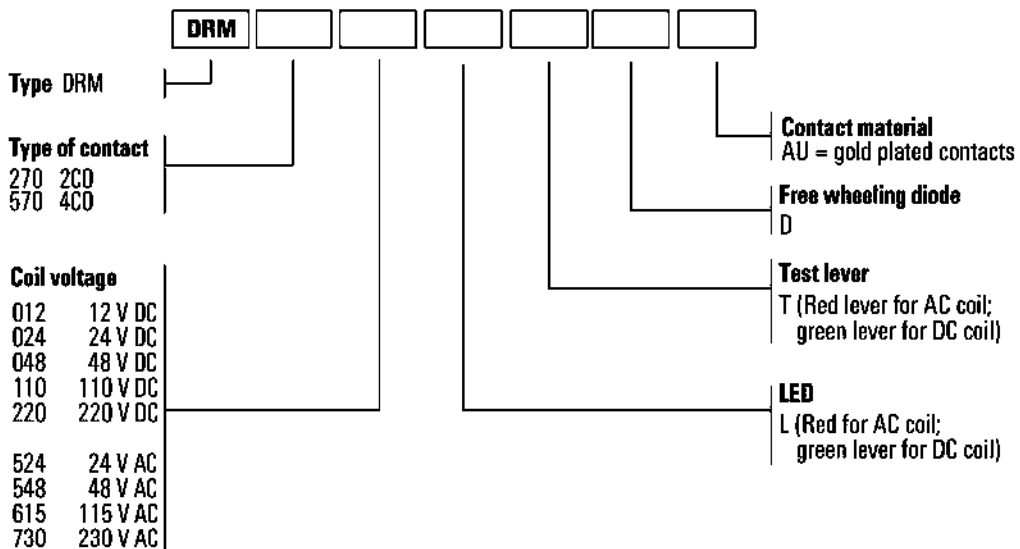 DRM
Type DRM
Type of contact
270 2CO
570 4CO
Coil voltage
012 12 V DC
024 24 V DC
048 48 V DC
110 110 V DC
220 220 V DC
524 24 V AC
548 48 V AC
615 115 V AC
730 230 V AC
Contact material
AU = gold plated contacts
Free wheeling diode
D
Test lever
T (Red lever for AC coil;
green lever for DC coil)
LED
L (Red for AC coil;
green lever for DC coil)